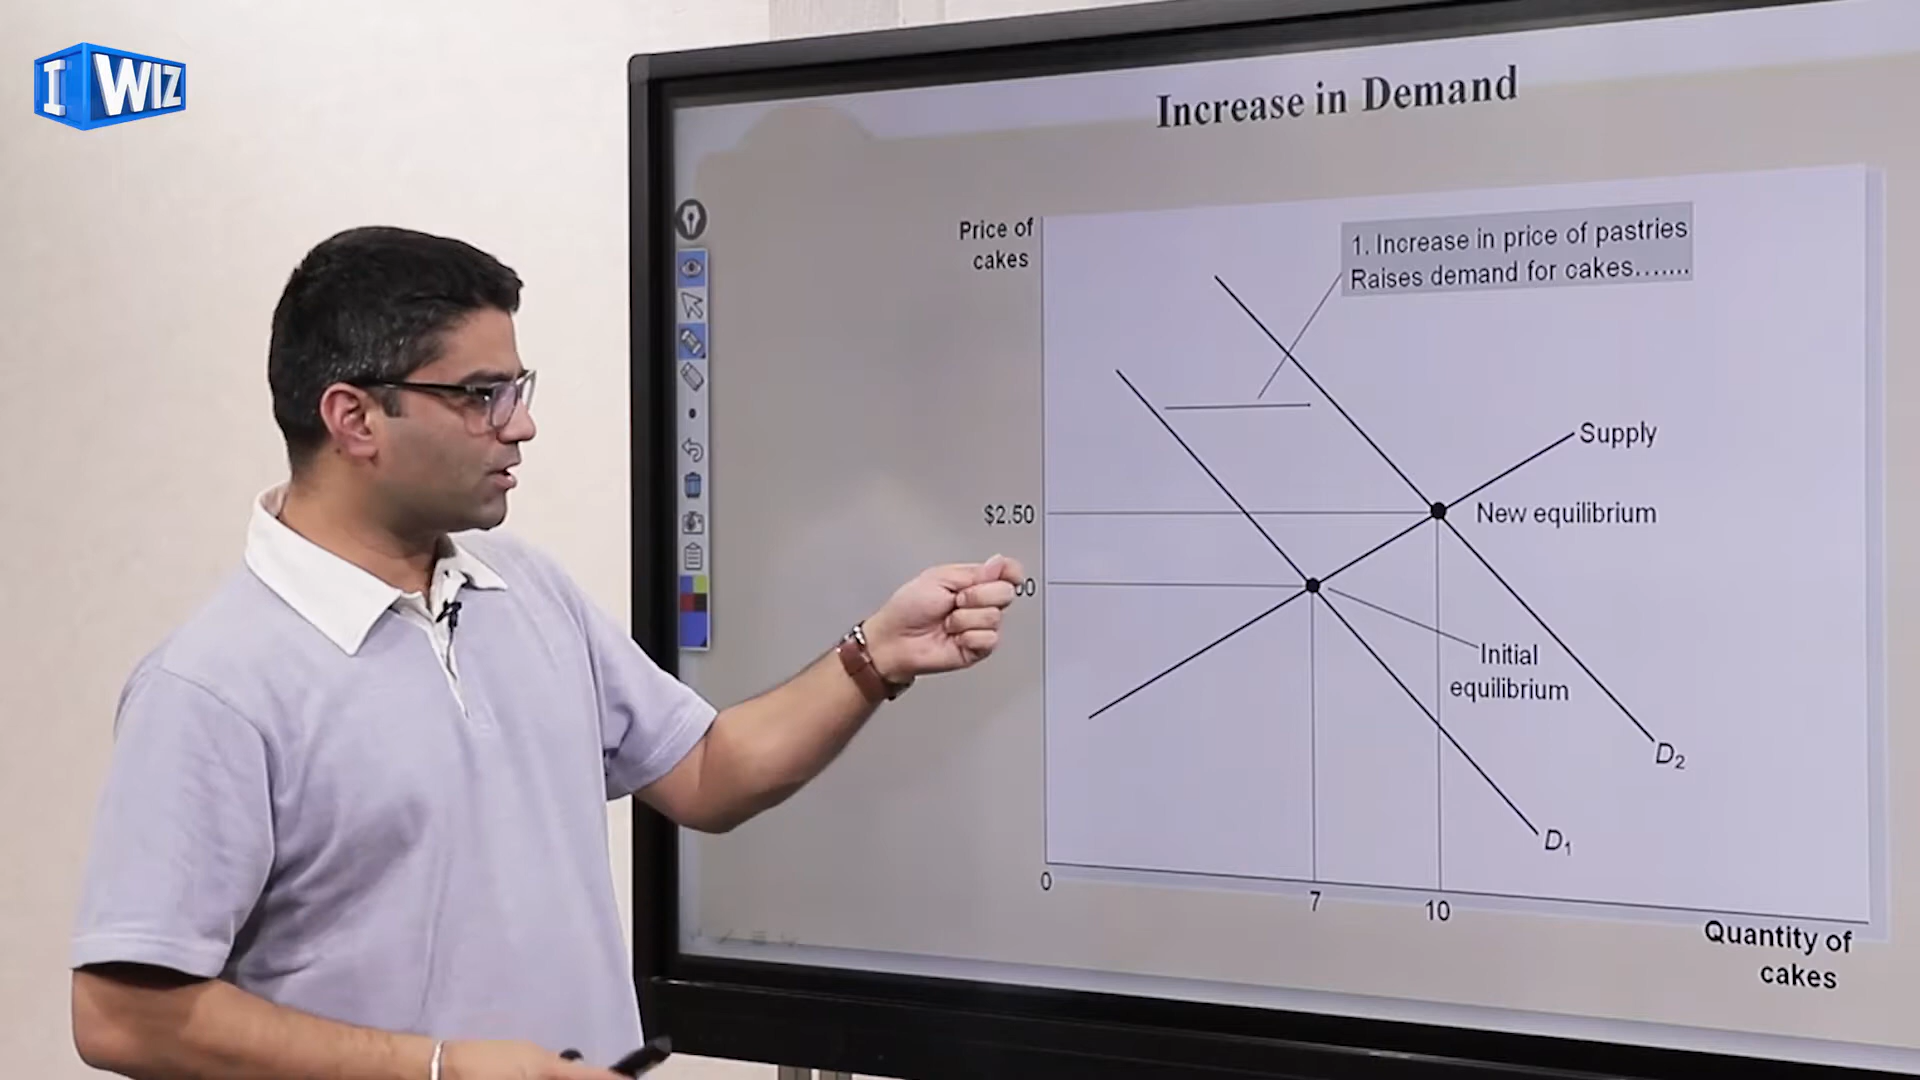 I WIZ
Increase in Demand
Price of
cakes
1. Increase in price of pastries
Raises demand for cakes…....
Supply
$2.50
New equilibrium
00
Initial
equilibrium
D2
D1
0
7
10
Quantity of
cakes